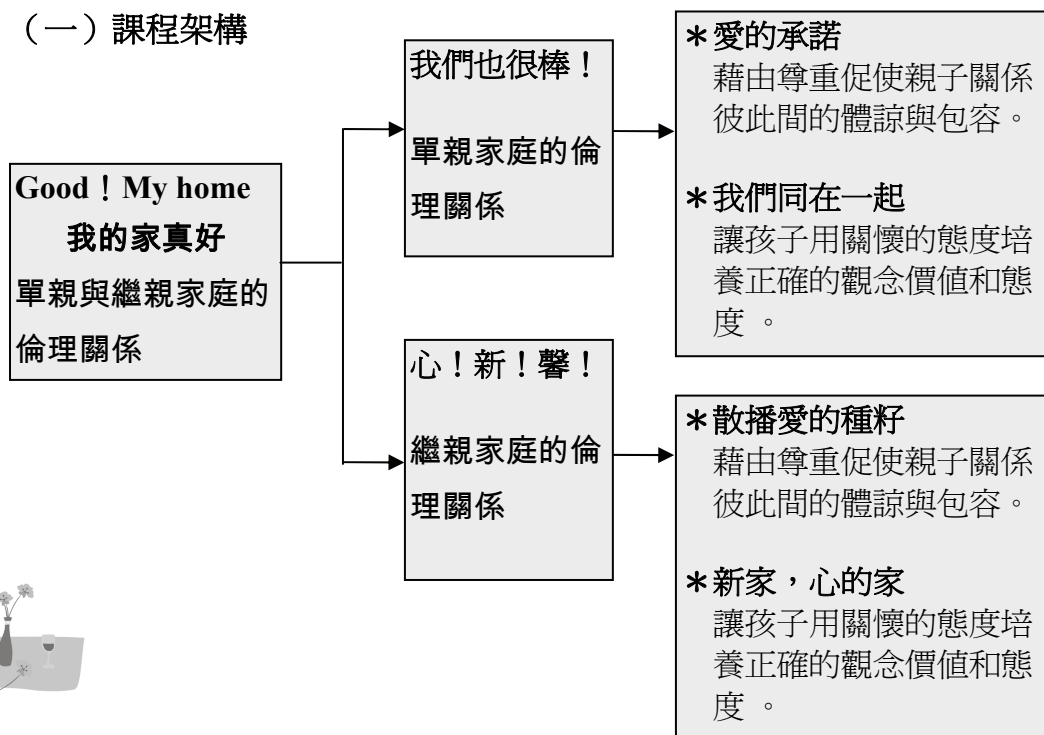 （一）課程架構
Good！My home
我的家真好
單親與繼親家庭的
倫理關係
我們也很棒！
單親家庭的倫
理關係
＊愛的承諾
藉由尊重促使親子關係
彼此間的體諒與包容。
＊我們同在一起
讓孩子用關懷的態度培
養正確的觀念價值和態
度 。
心！新！馨！
繼親家庭的倫
理關係
＊散播愛的種籽
藉由尊重促使親子關係
彼此間的體諒與包容。
＊新家，心的家
讓孩子用關懷的態度培
養正確的觀念價值和態
度 。